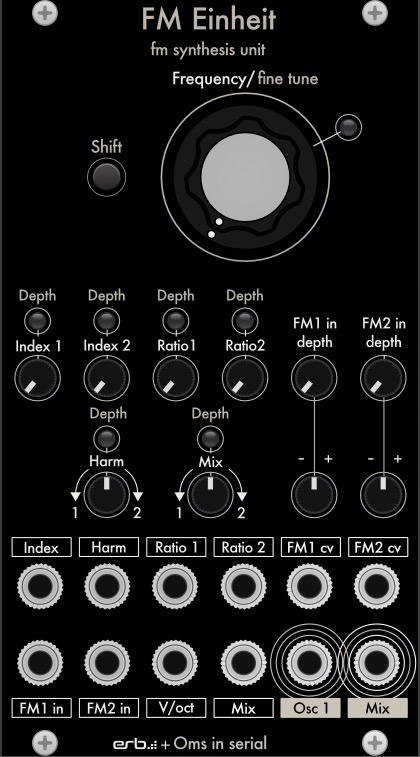 FM Einheit
fm synthesis unit
Frequency/fine tune
Shift
Depth Depth Depth Depth
Index 1 Index 2 Ratio1 Ratio2
FM1 in depth FM2 in depth
Depth Depth
Harm Mix
- + - +
1 2 1 2
Index Harm Ratio 1 Ratio 2 FM1 cv FM2 cv
FM1 in FM2 in V/oct Mix Osc 1 Mix
erb.:: + Oms in serial